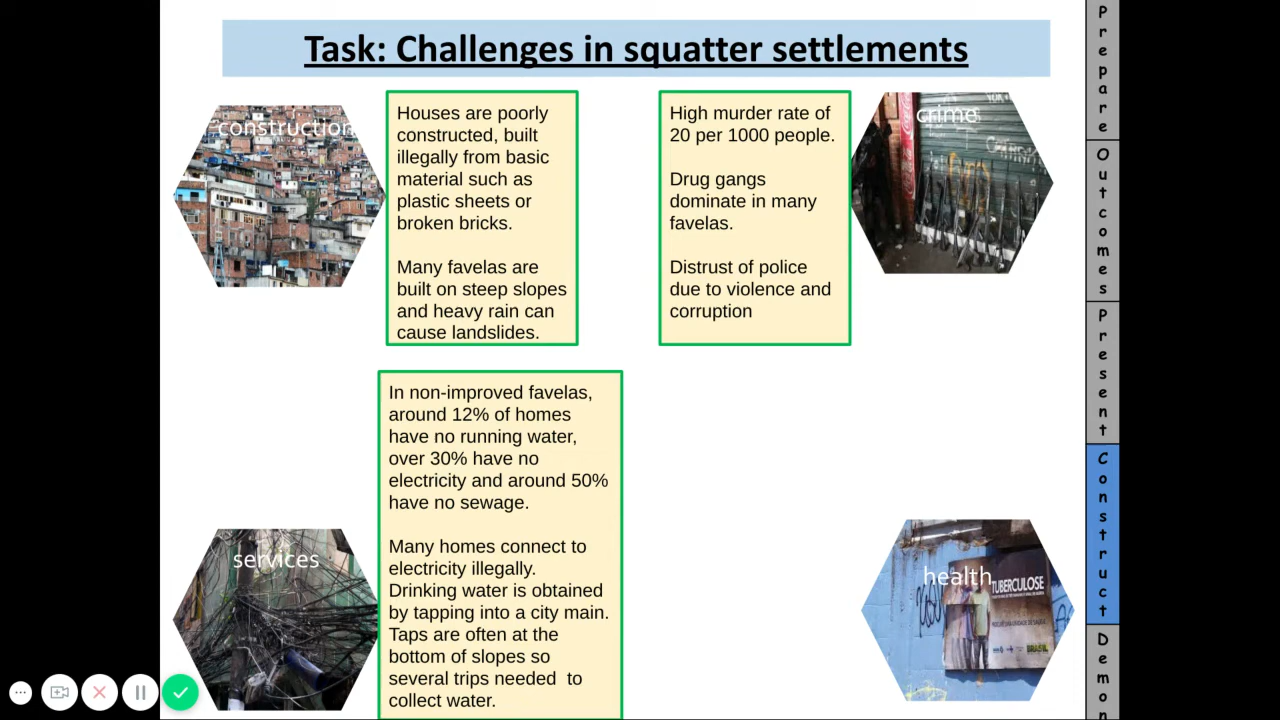 Task: Challenges in squatter settlements
construction
Houses are poorly
constructed, built
illegally from basic
material such as
plastic sheets or
broken bricks.
Many favelas are
built on steep slopes
and heavy rain can
cause landslides.
High murder rate of
20 per 1000 people.
Drug gangs
dominate in many
favelas.
Distrust of police
due to violence and
corruption
crime
services
In non-improved favelas,
around 12% of homes
have no running water,
over 30% have no
electricity and around 50%
have no sewage.
Many homes connect to
electricity illegally.
Drinking water is obtained
by tapping into a city main.
Taps are often at the
bottom of slopes so
several trips needed  to
collect water.
health
TUBERCULOSE
BRASIL
Prepare
Outcomes
Present
Construct
Demon